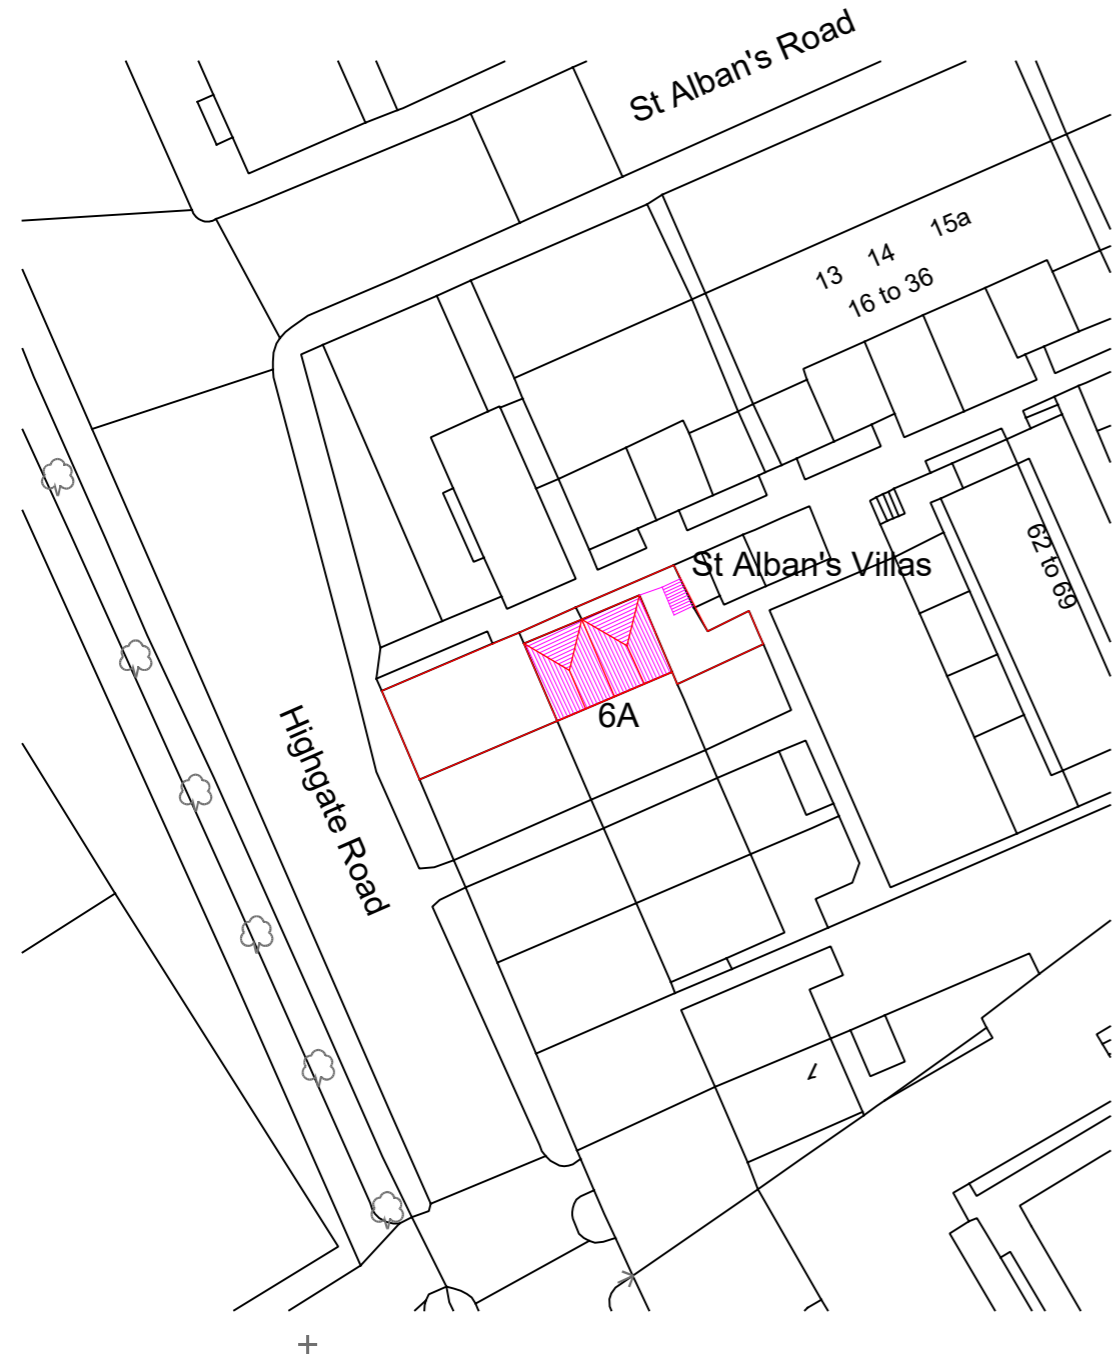 St Alban's Road
15a
14
13
16 to 36
62 to 69
St Alban's Villas
6A
Highgate Road